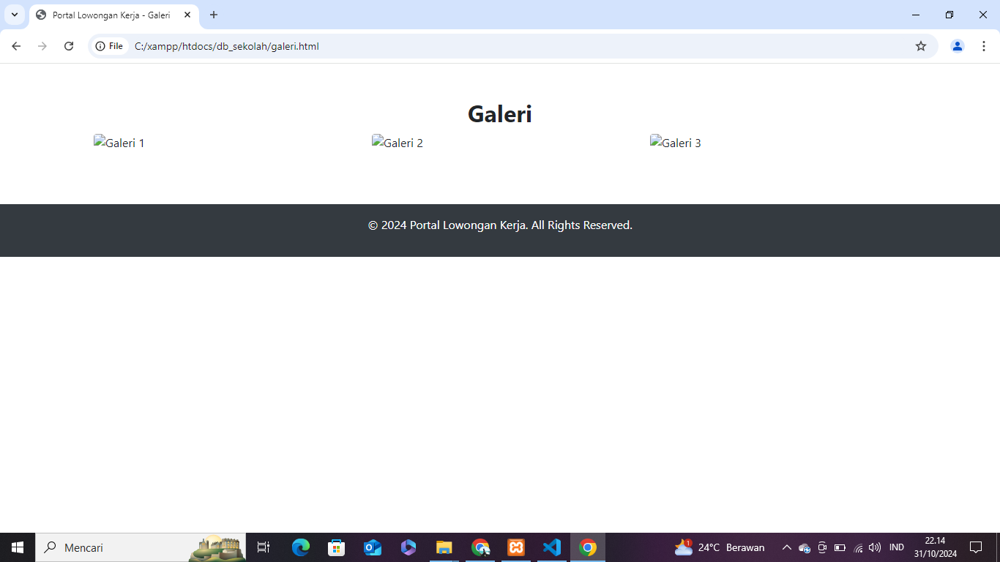 Portal Lowongan Kerja - Galeri
File
C:/xampp/htdocs/db_sekolah/galeri.html
Galeri
Galeri 1
Galeri 2
Galeri 3
© 2024 Portal Lowongan Kerja. All Rights Reserved.
Mencari
1
24°C Berawan
IND
22.14
31/10/2024